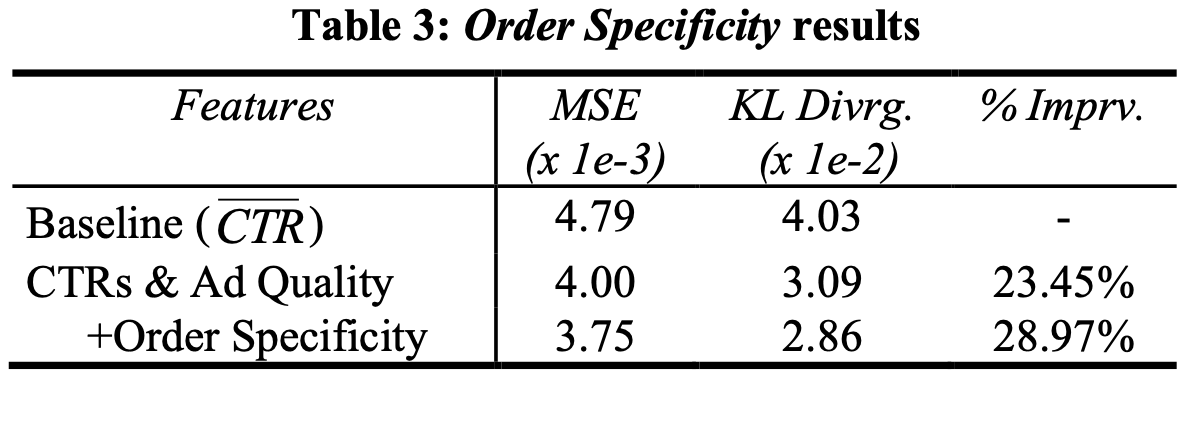 Table 3: Order Specificity results
Features MSE KL Divrg. % Imprv.
(x 1e-3) (x 1e-2)
Baseline (\overline{CTR}) 4.79 4.03 -
CTRs & Ad Quality 4.00 3.09 23.45%
+Order Specificity 3.75 2.86 28.97%